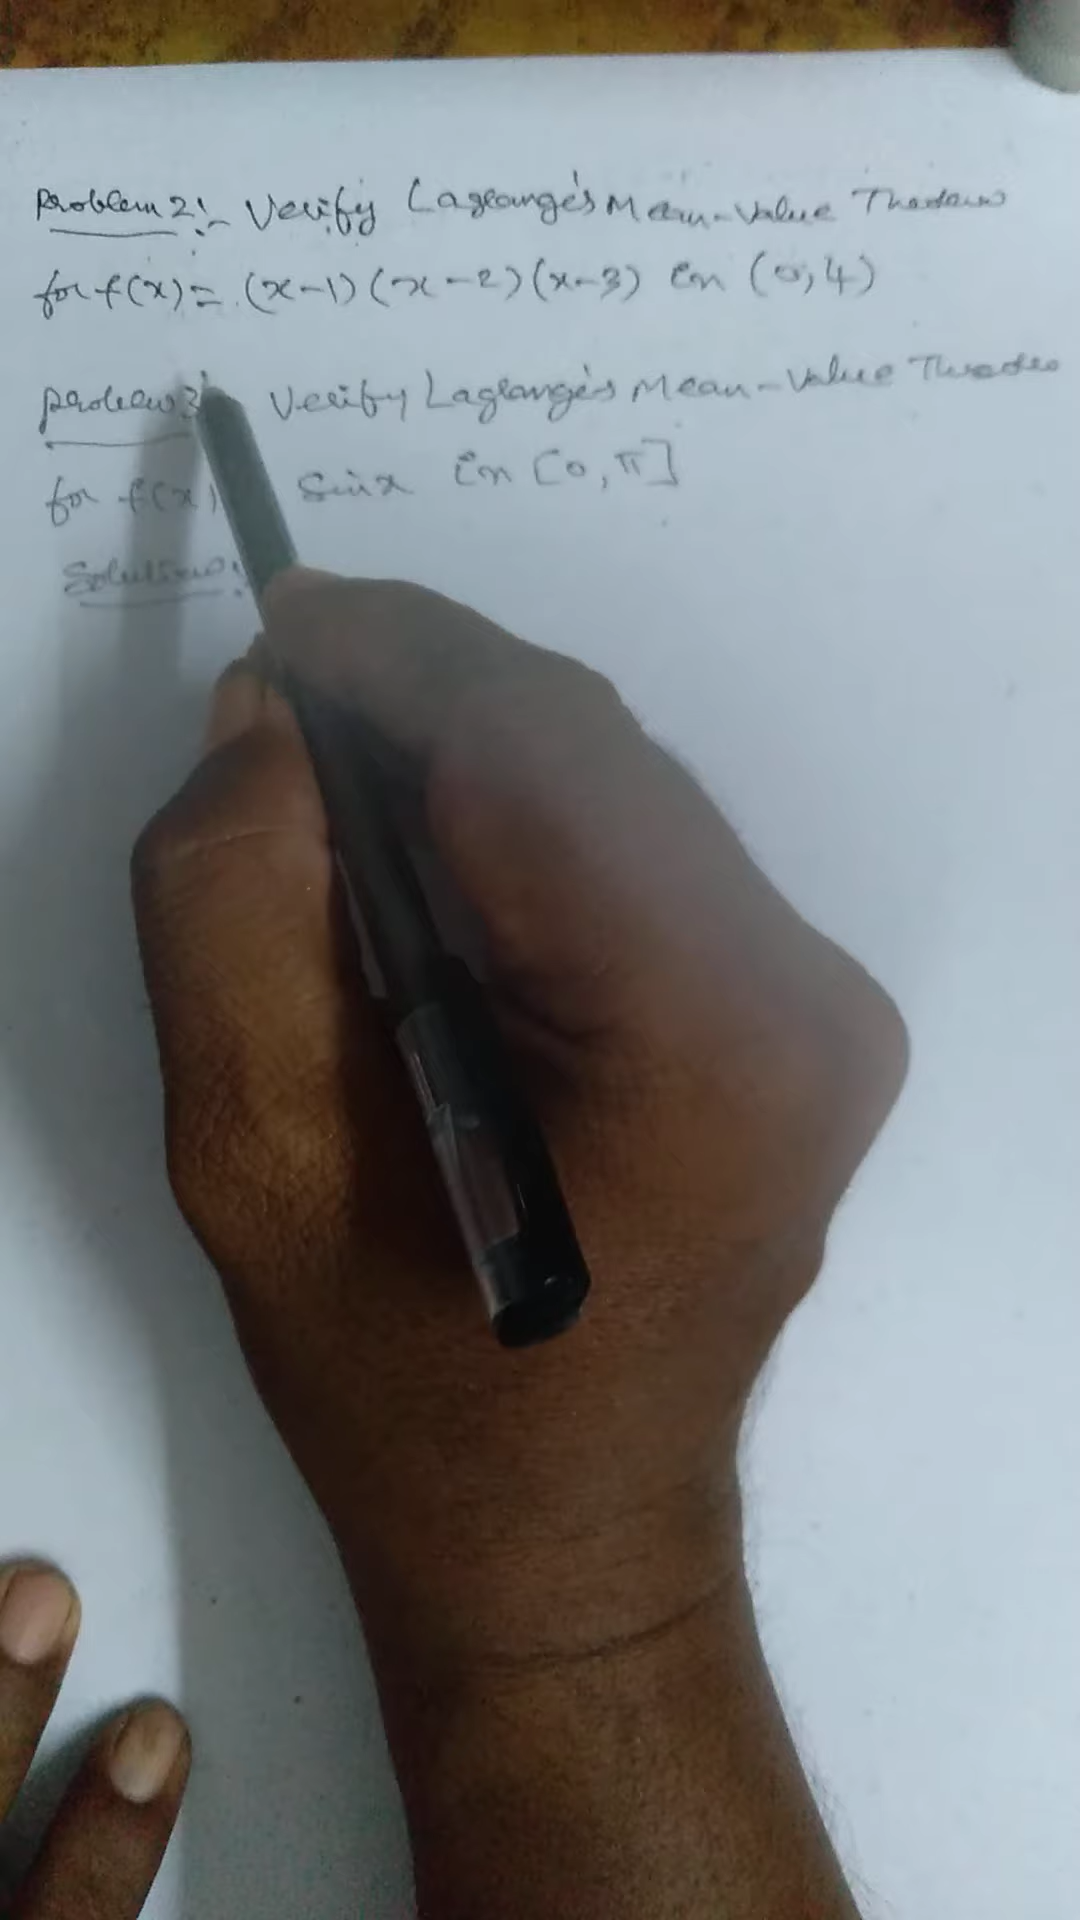 Problem 2:- Verify Lagrange's Mean-Value Theorem
for f(x) = (x-1)(x-2)(x-3) in (0,4)
Problem 3: Verify Lagrange's Mean-Value Theorem
for f(x) Sinx in [0,π]
Solution: